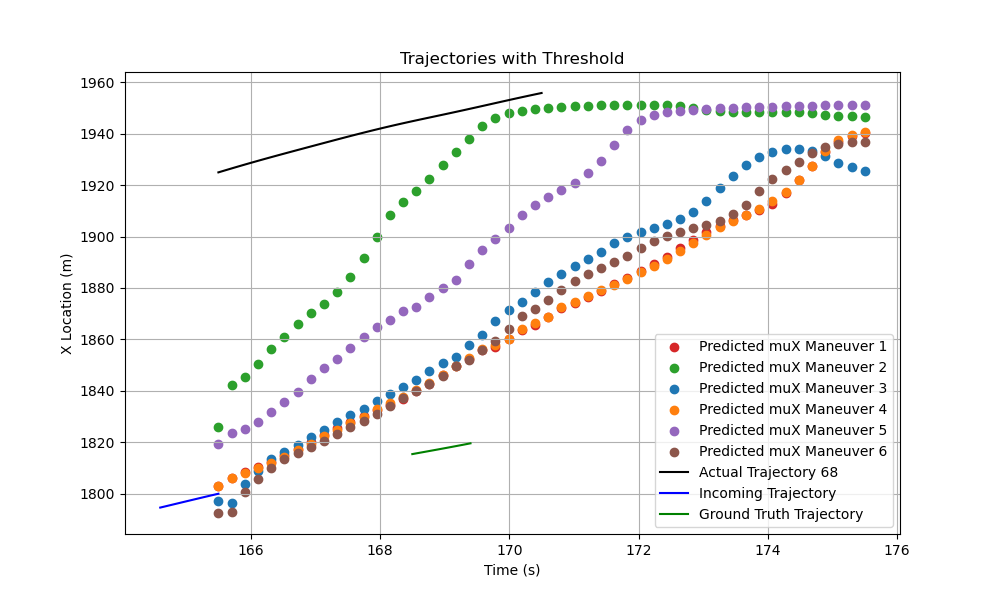 Trajectories with Threshold
X Location (m)
1960
1940
1920
1900
1880
1860
1840
1820
1800
Predicted muX Maneuver 1
Predicted muX Maneuver 2
Predicted muX Maneuver 3
Predicted muX Maneuver 4
Predicted muX Maneuver 5
Predicted muX Maneuver 6
Actual Trajectory 68
Incoming Trajectory
Ground Truth Trajectory
166 168 170 172 174 176
Time (s)